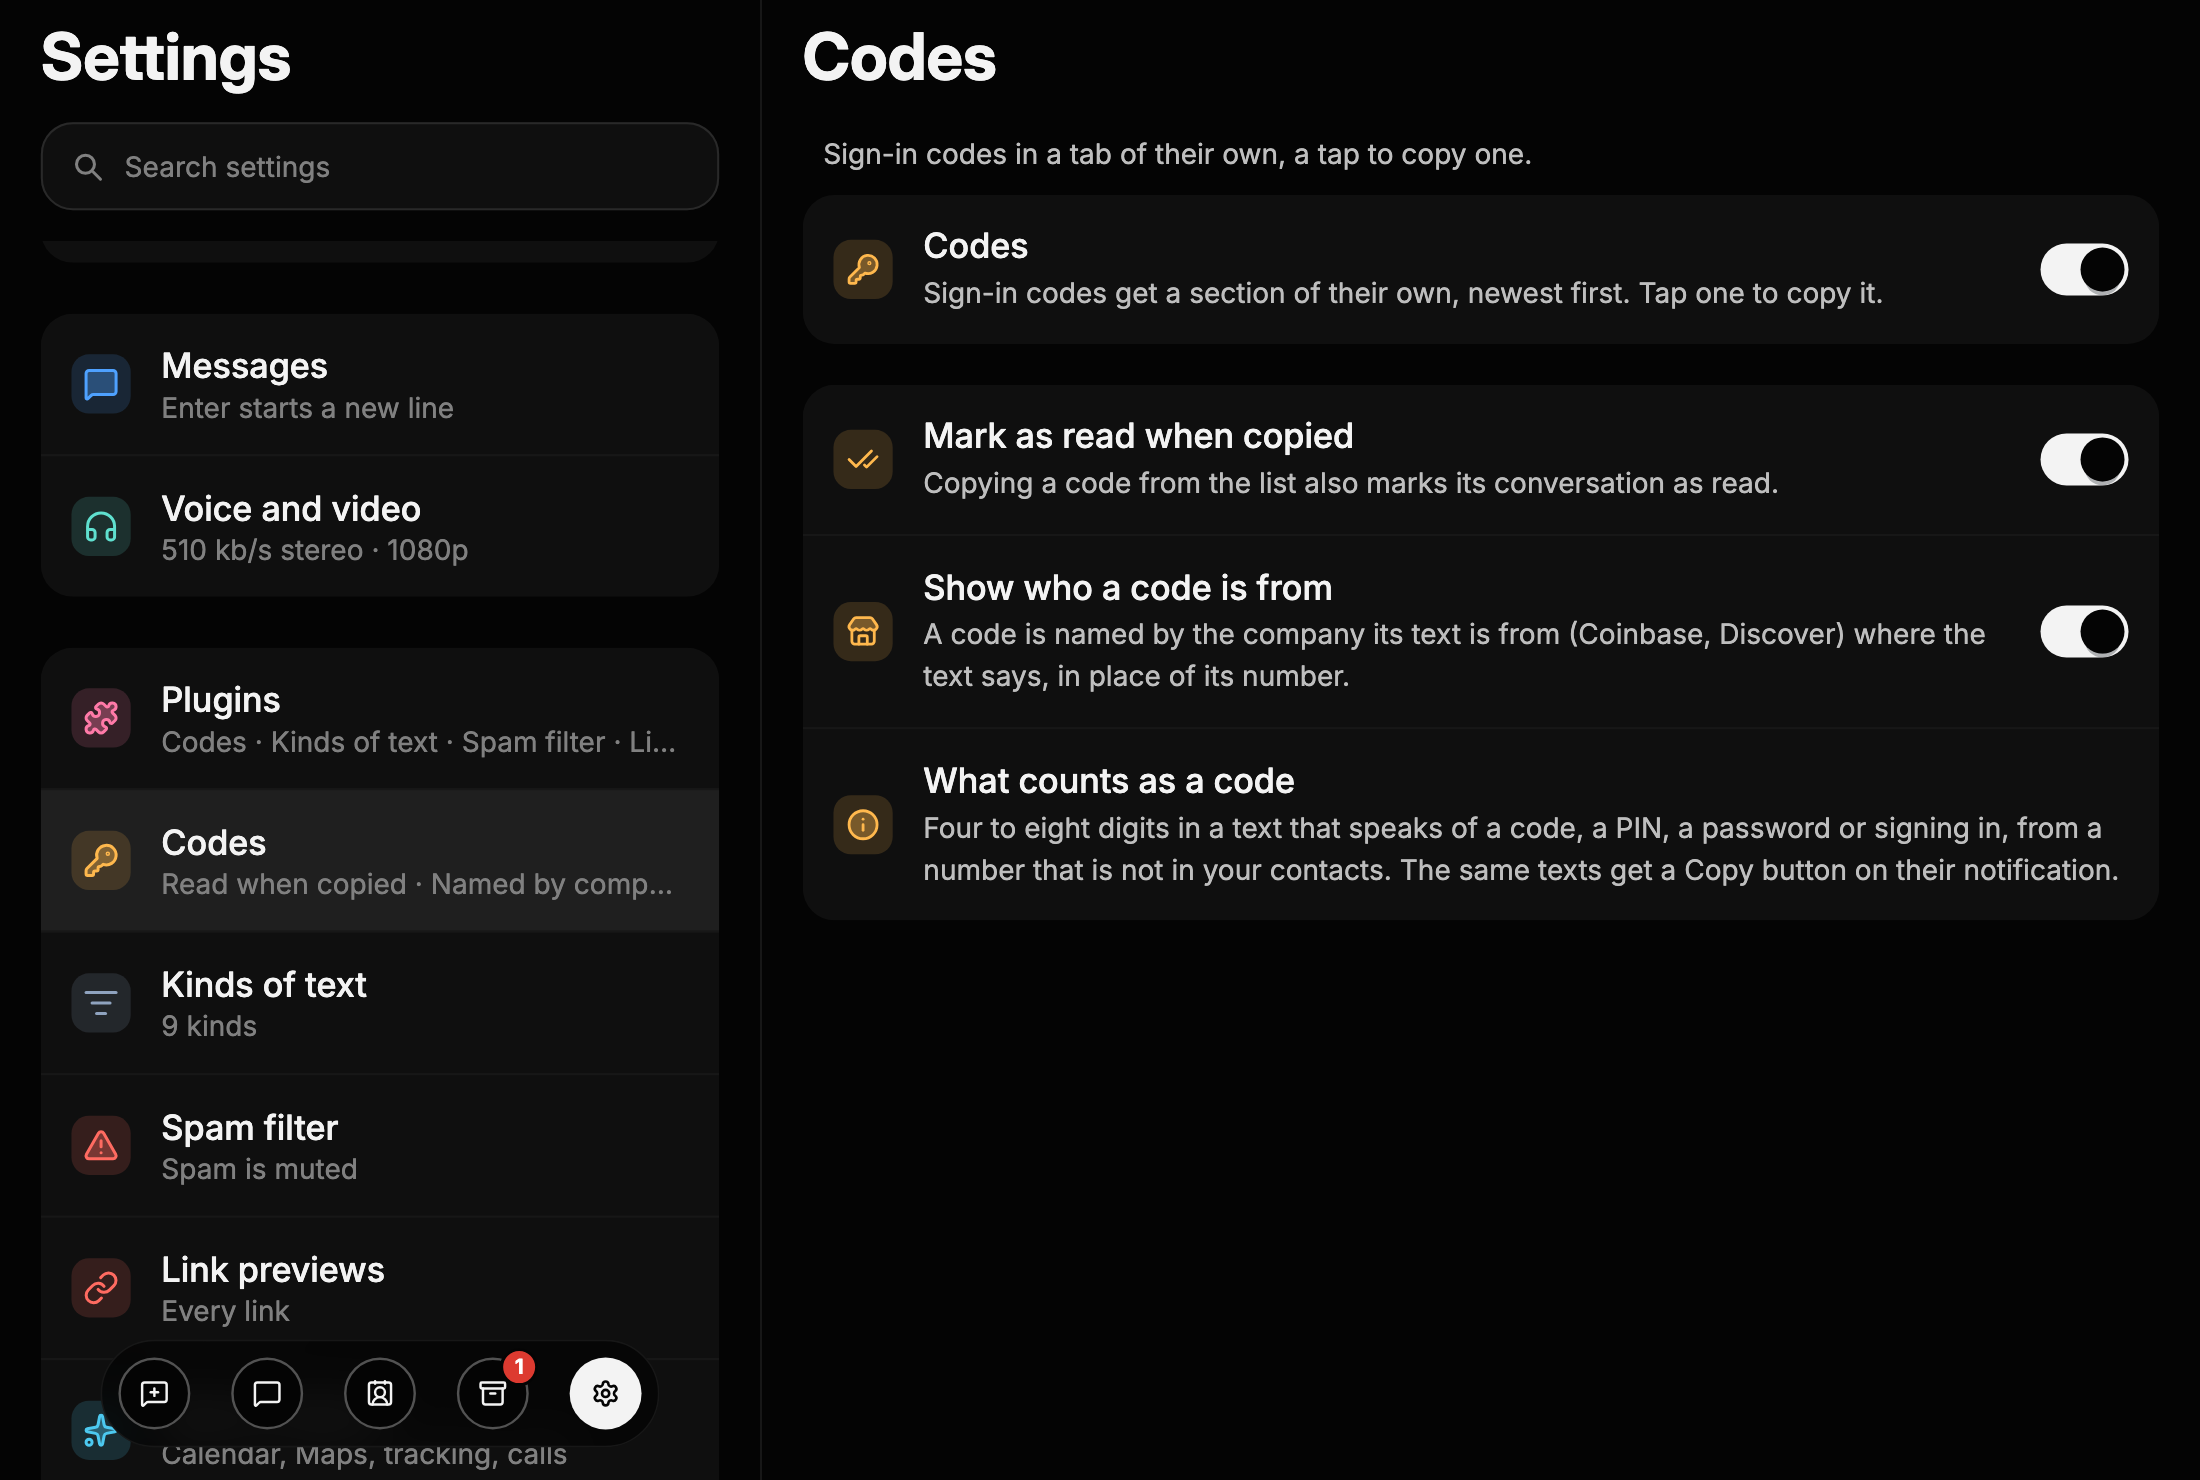 Settings
Search settings
Messages
Enter starts a new line
Voice and video
510 kb/s stereo · 1080p
Plugins
Codes · Kinds of text · Spam filter · Li...
Codes
Read when copied · Named by comp...
Kinds of text
9 kinds
Spam filter
Spam is muted
Link previews
Every link
1
Calendar, Maps, tracking, calls
Codes
Sign-in codes in a tab of their own, a tap to copy one.
Codes
Sign-in codes get a section of their own, newest first. Tap one to copy it.
Mark as read when copied
Copying a code from the list also marks its conversation as read.
Show who a code is from
A code is named by the company its text is from (Coinbase, Discover) where the
text says, in place of its number.
What counts as a code
Four to eight digits in a text that speaks of a code, a PIN, a password or signing in, from a
number that is not in your contacts. The same texts get a Copy button on their notification.